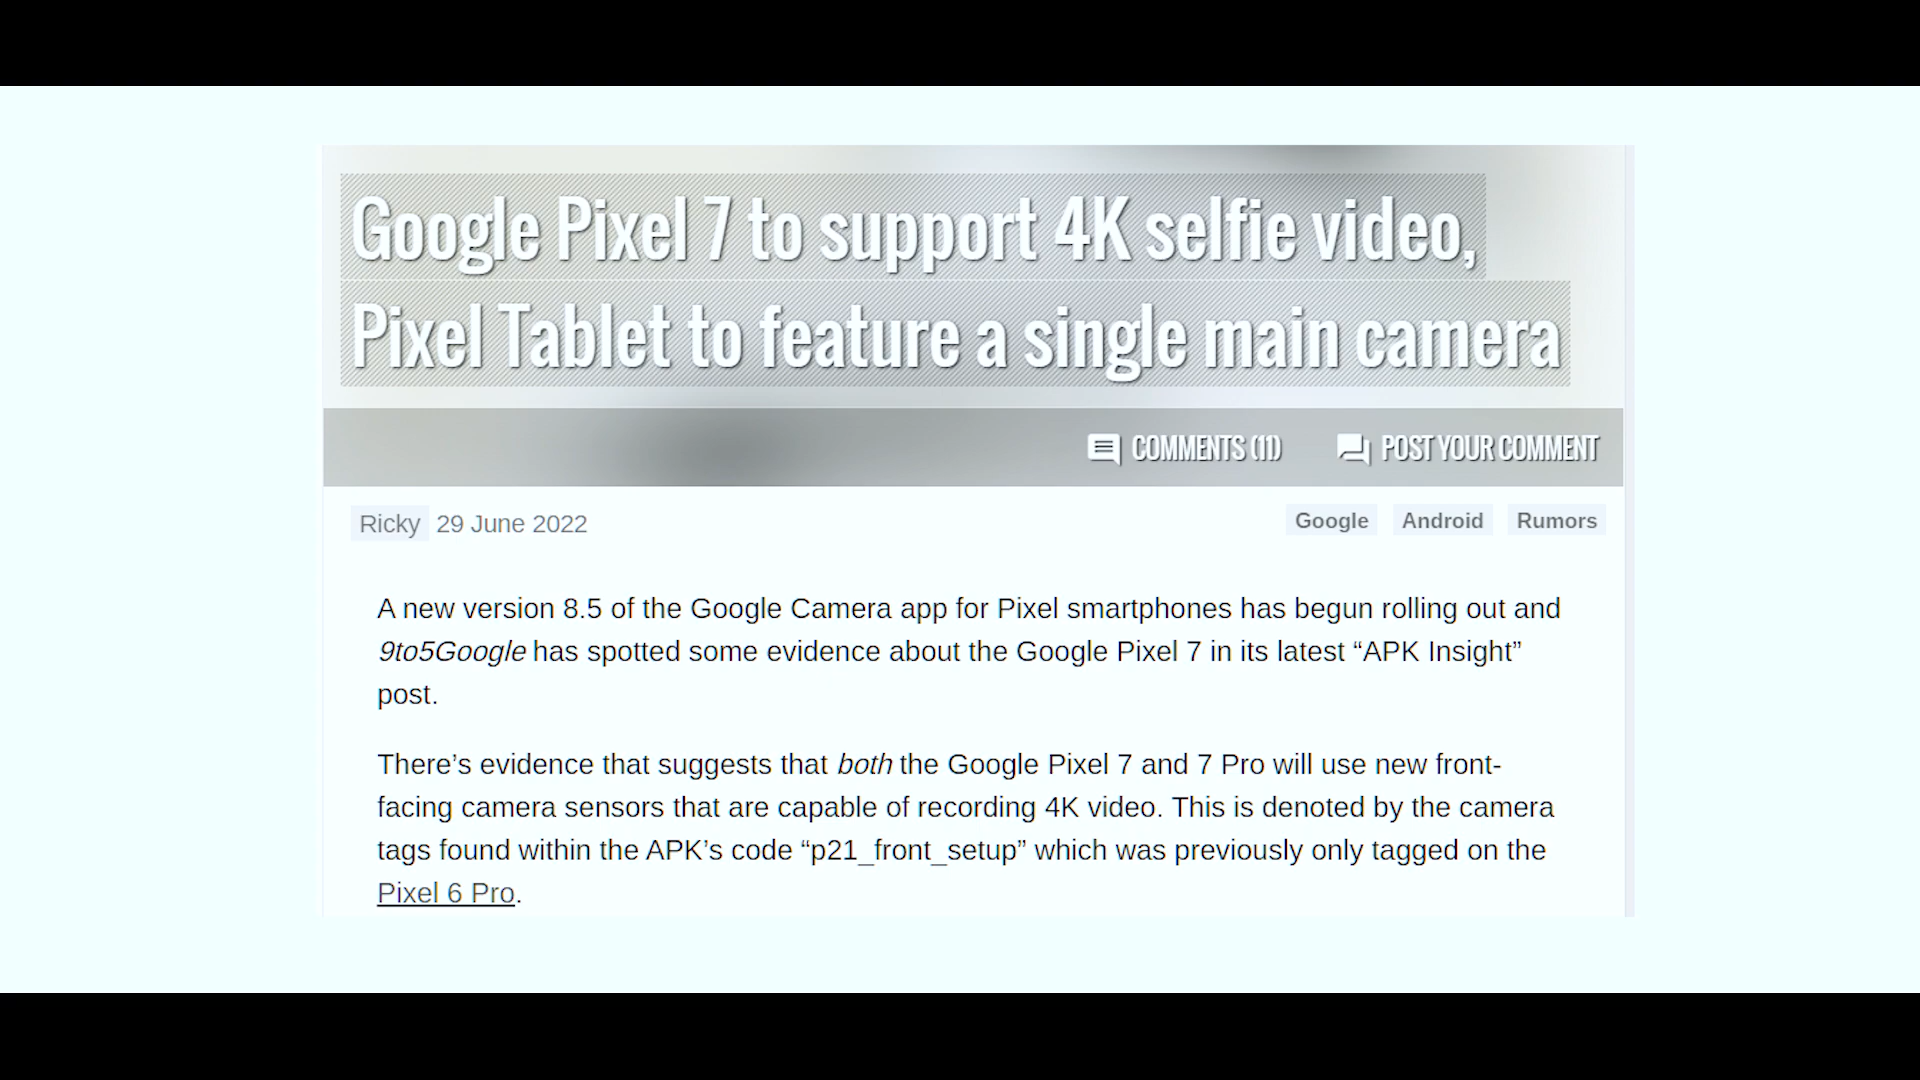 Google Pixel 7 to support 4K selfie video,
Pixel Tablet to feature a single main camera
COMMENTS (11) POST YOUR COMMENT
Ricky 29 June 2022 Google Android Rumors
A new version 8.5 of the Google Camera app for Pixel smartphones has begun rolling out and
9to5Google has spotted some evidence about the Google Pixel 7 in its latest “APK Insight”
post.
There’s evidence that suggests that both the Google Pixel 7 and 7 Pro will use new front-
facing camera sensors that are capable of recording 4K video. This is denoted by the camera
tags found within the APK’s code “p21_front_setup” which was previously only tagged on the
Pixel 6 Pro.